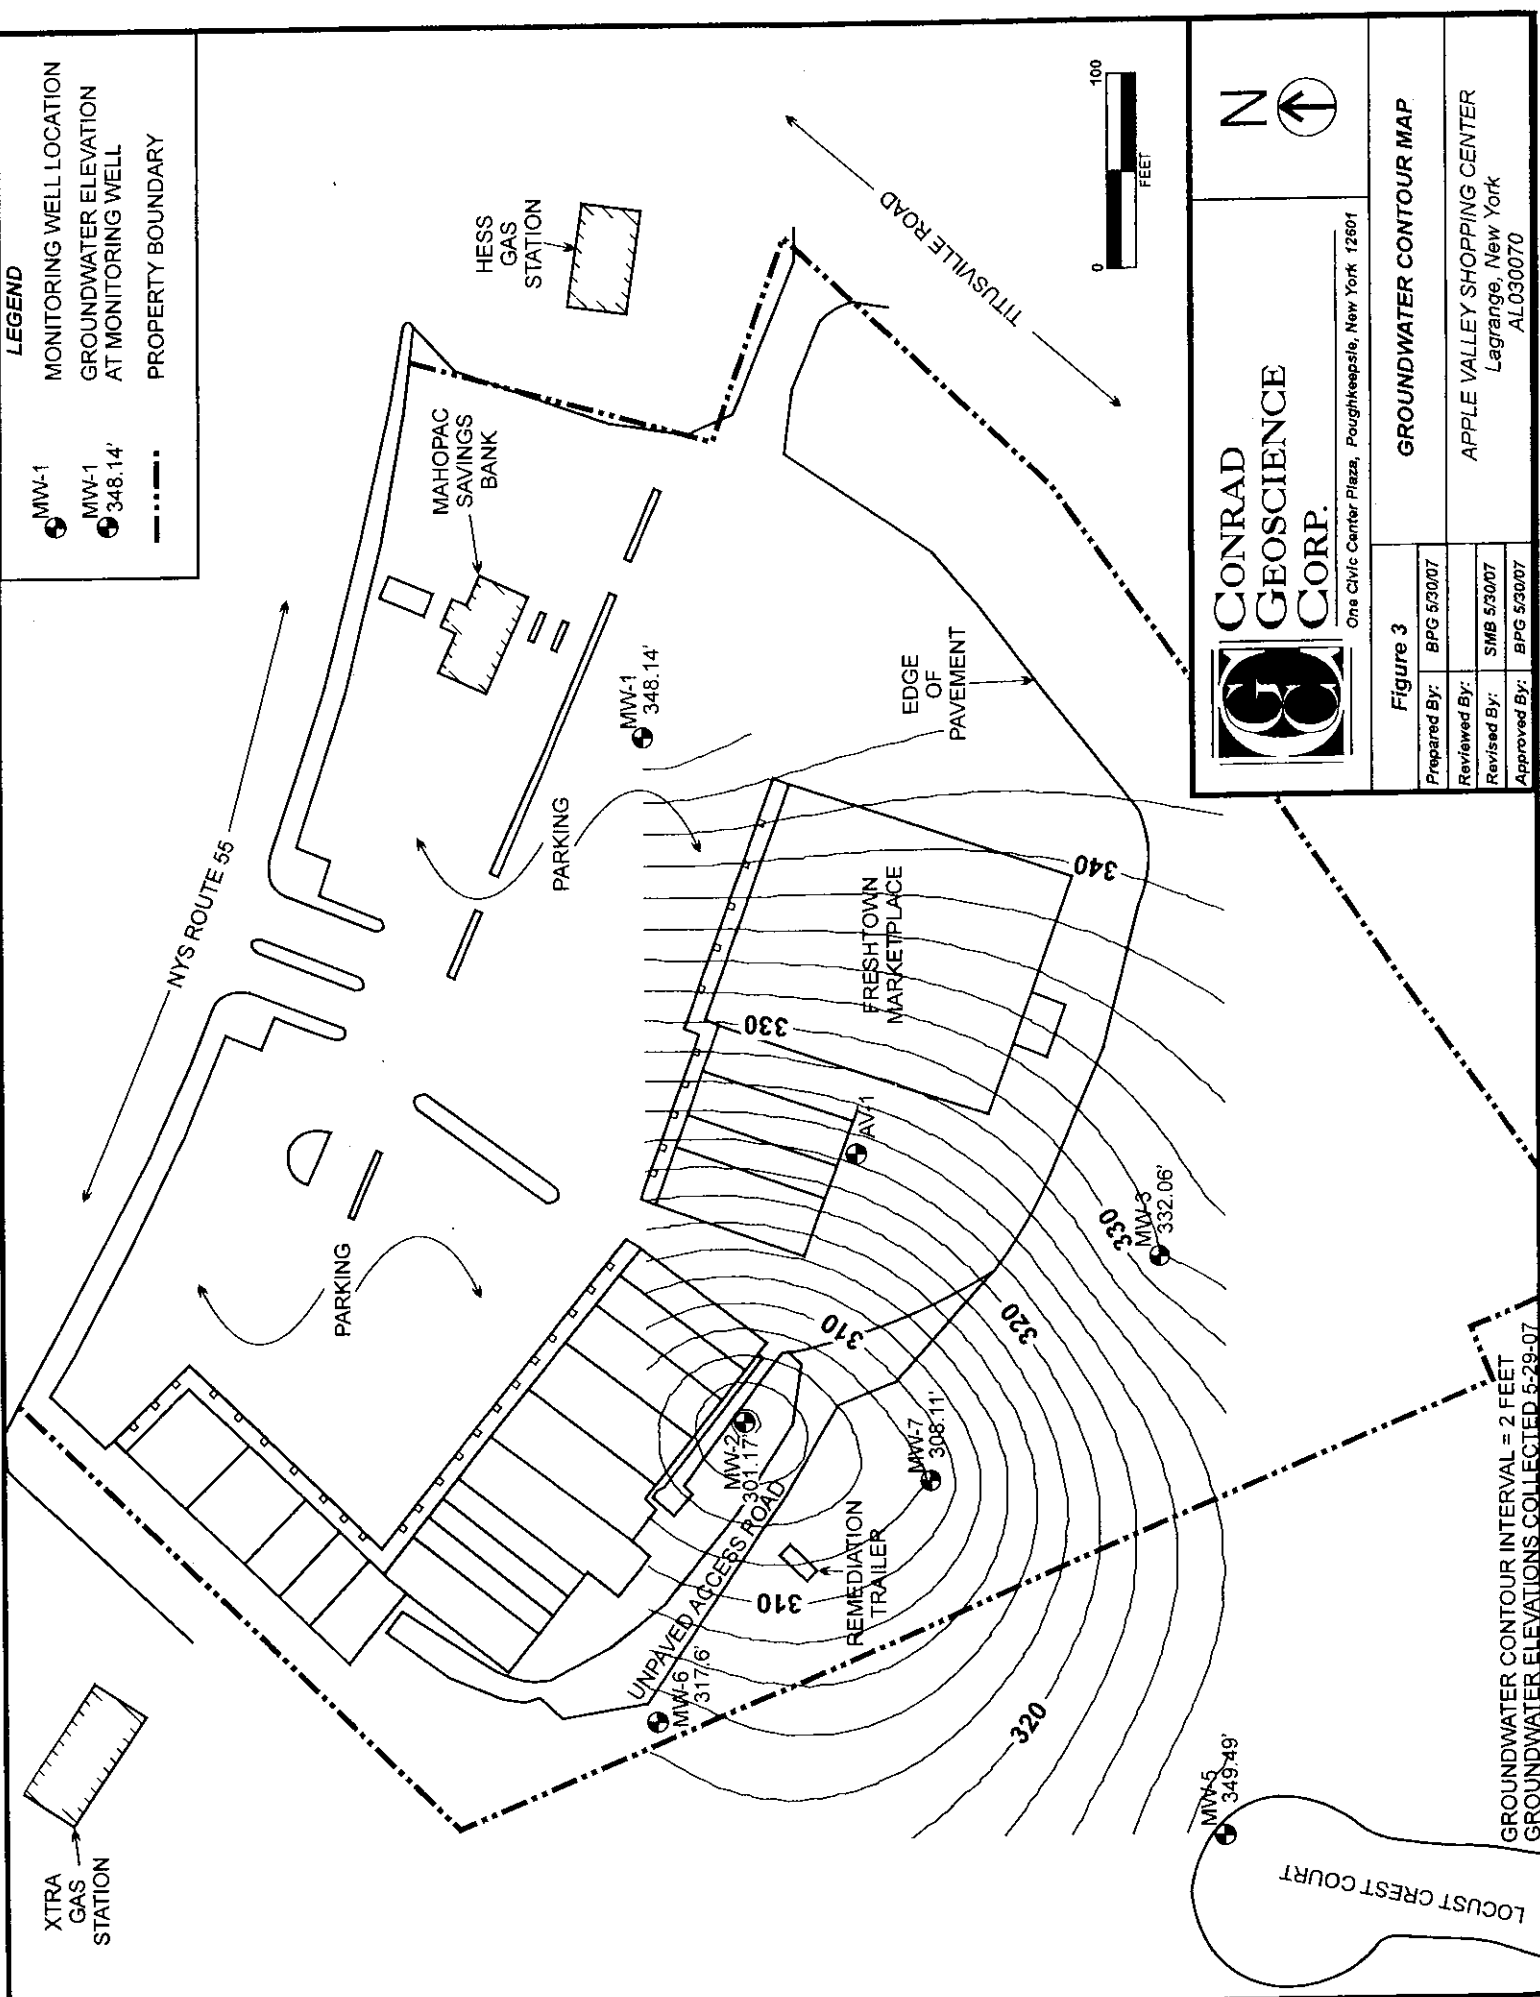 LEGEND
MW-1
MONITORING WELL LOCATION
MW-1
348.14'
GROUNDWATER ELEVATION
AT MONITORING WELL
PROPERTY BOUNDARY
XTRA
GAS
STATION
NYS ROUTE 55
HESS
GAS
STATION
MAHOPAC
SAVINGS
BANK
PARKING
PARKING
MW-1
348.14'
TITUSVILLE ROAD
EDGE
OF
PAVEMENT
FRESHTOWN
MARKETPLACE
340
330
AV-1
MW-3
332.06'
330
320
310
MW-2
301.17'
MW-7
308.11'
UNPAVED ACCESS ROAD
REMEDIATION
TRAILER
310
MW-6
317.6'
320
MW-5
349.49'
LOCUST CREST COURT
GROUNDWATER CONTOUR INTERVAL = 2 FEET
GROUNDWATER ELEVATIONS COLLECTED 5-29-07
0
100
FEET
N
CONRAD
GEOSCIENCE
CORP.
One Civic Center Plaza, Poughkeepsie, New York 12601
Figure 3
GROUNDWATER CONTOUR MAP
Prepared By: BPG 5/30/07
Reviewed By:
Revised By: SMB 5/30/07
Approved By: BPG 5/30/07
APPLE VALLEY SHOPPING CENTER
Lagrange, New York
AL030070